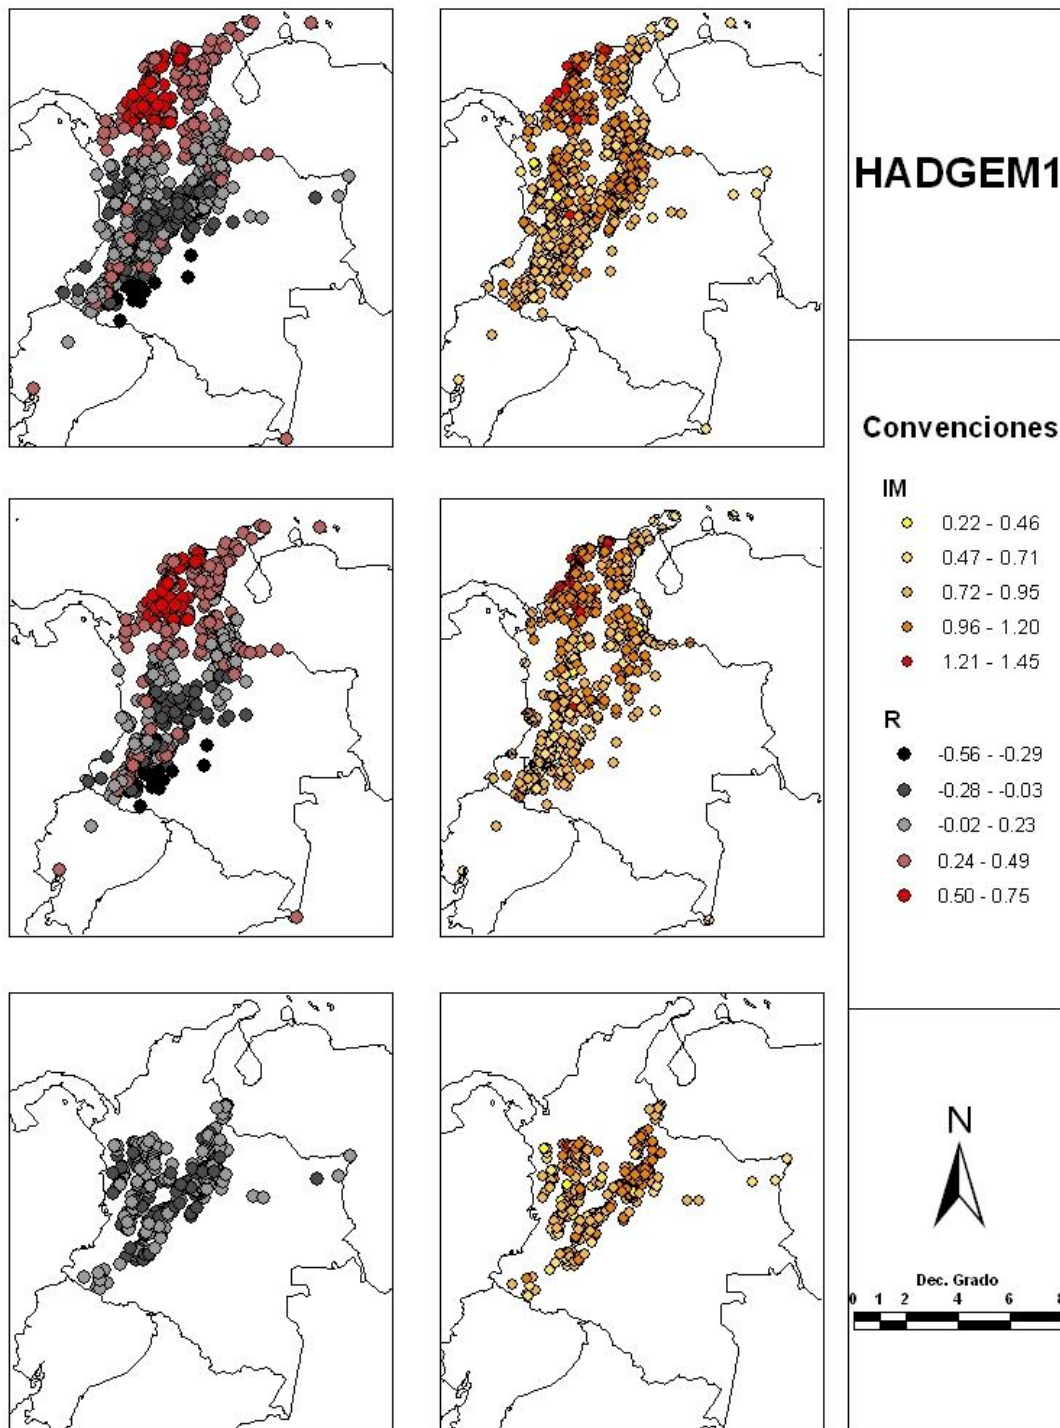 HADGEM1
Convenciones
IM
0.22 - 0.46
0.47 - 0.71
0.72 - 0.95
0.96 - 1.20
1.21 - 1.45
R
-0.56 - -0.29
-0.28 - -0.03
-0.02 - 0.23
0.24 - 0.49
0.50 - 0.75
N
Dec. Grado
0 1 2 4 6 8